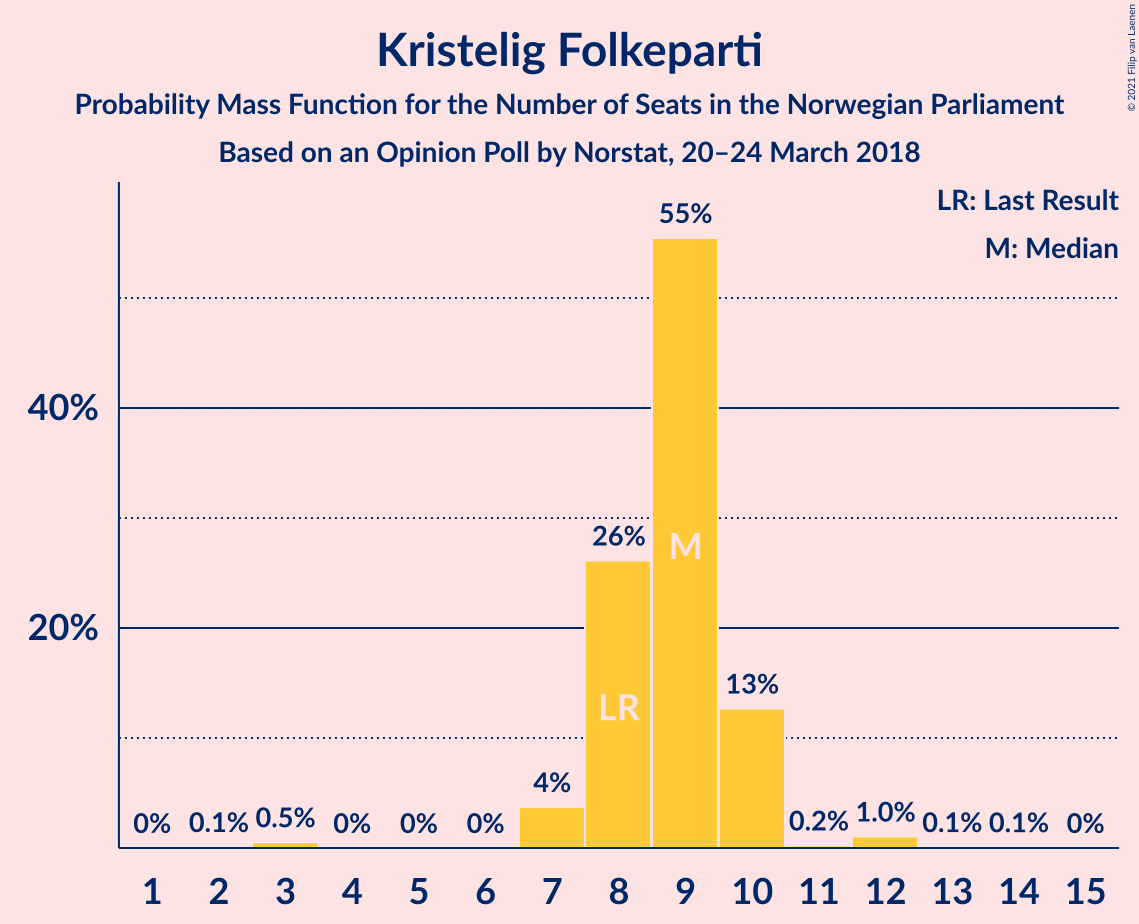 Kristelig Folkeparti
Probability Mass Function for the Number of Seats in the Norwegian Parliament
Based on an Opinion Poll by Norstat, 20–24 March 2018
© 2021 Filip van Laenen
LR: Last Result
M: Median
55%
40%
26%
M
20%
13%
LR
4%
0% 0.1% 0.5% 0% 0% 0% 0.2% 1.0% 0.1% 0.1% 0%
1 2 3 4 5 6 7 8 9 10 11 12 13 14 15